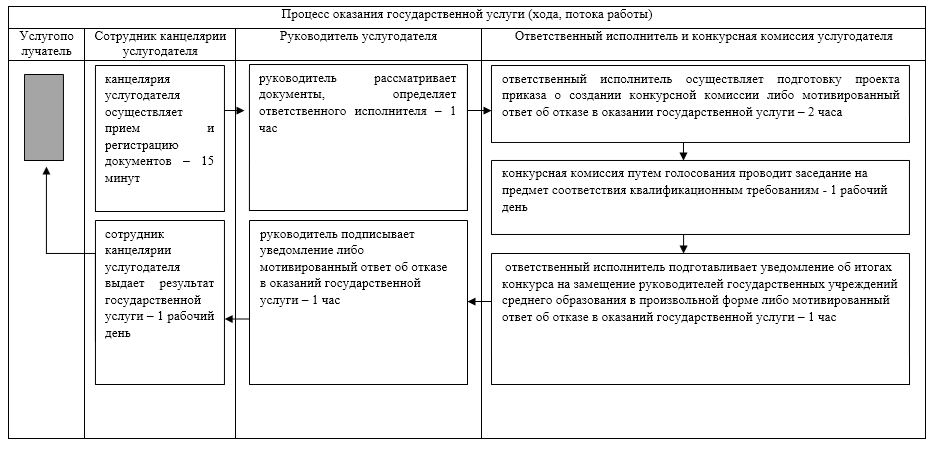 Процесс оказания государственной услуги (хода, потока работы)
Услугопо
лучатель
Сотрудник канцелярии
услугодателя
Руководитель услугодателя
Ответственный исполнитель и конкурсная комиссия услугодателя
канцелярия
услугодателя
осуществляет
прием и
регистрацию
документов – 15
минут
руководитель рассматривает
документы, определяет
ответственного исполнителя – 1
час
ответственный исполнитель осуществляет подготовку проекта
приказа о создании конкурсной комиссии либо мотивированный
ответ об отказе в оказании государственной услуги – 2 часа
конкурсная комиссия путем голосования проводит заседание на
предмет соответствия квалификационным требованиям - 1 рабочий
день
сотрудник
канцелярии
услугодателя
выдает результат
государственной
услуги – 1 рабочий
день
руководитель подписывает
уведомление либо
мотивированный ответ об отказе
в оказаний государственной
услуги – 1 час
ответственный исполнитель подготавливает уведомление об итогах
конкурса на замещение руководителей государственных учреждений
среднего образования в произвольной форме либо мотивированный
ответ об отказе в оказаний государственной услуги – 1 час